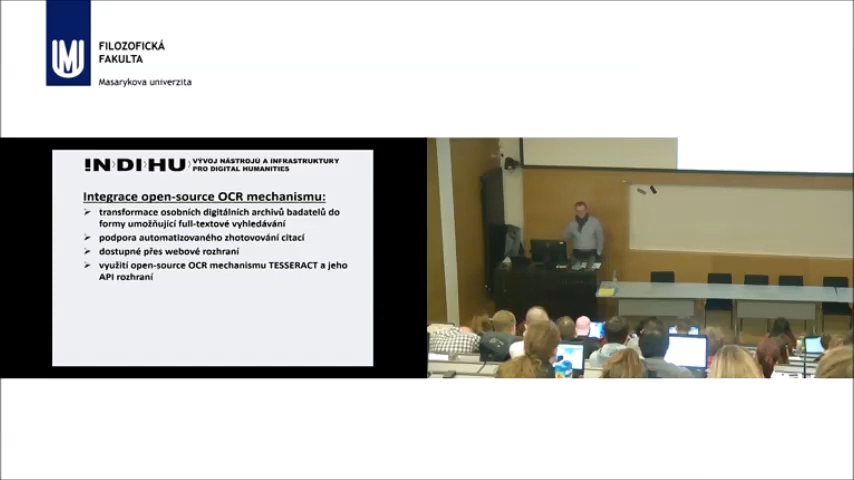 FILOZOFICKÁ
FAKULTA
Masarykova univerzita
!N DI HU VÝVOJ NÁSTROJŮ A INFRASTRUKTURY
PRO DIGITAL HUMANITIES
Integrace open-source OCR mechanismu:
➢ transformace osobních digitálních archivů badatelů do
formy umožňující full-textové vyhledávání
➢ podpora automatizovaného zhotovování citací
➢ dostupné přes webové rozhraní
➢ využití open-source OCR mechanismu TESSERACT a jeho
API rozhraní